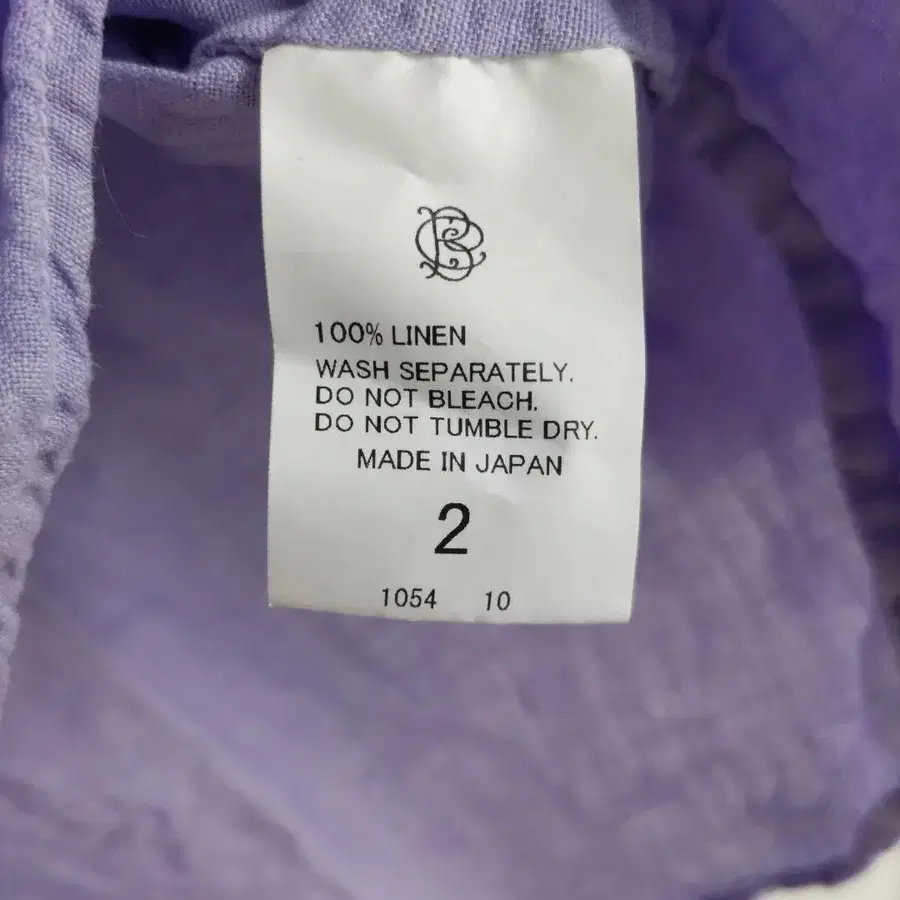 100% LINEN
WASH SEPARATELY.
DO NOT BLEACH.
DO NOT TUMBLE DRY.
MADE IN JAPAN
2
1054 10